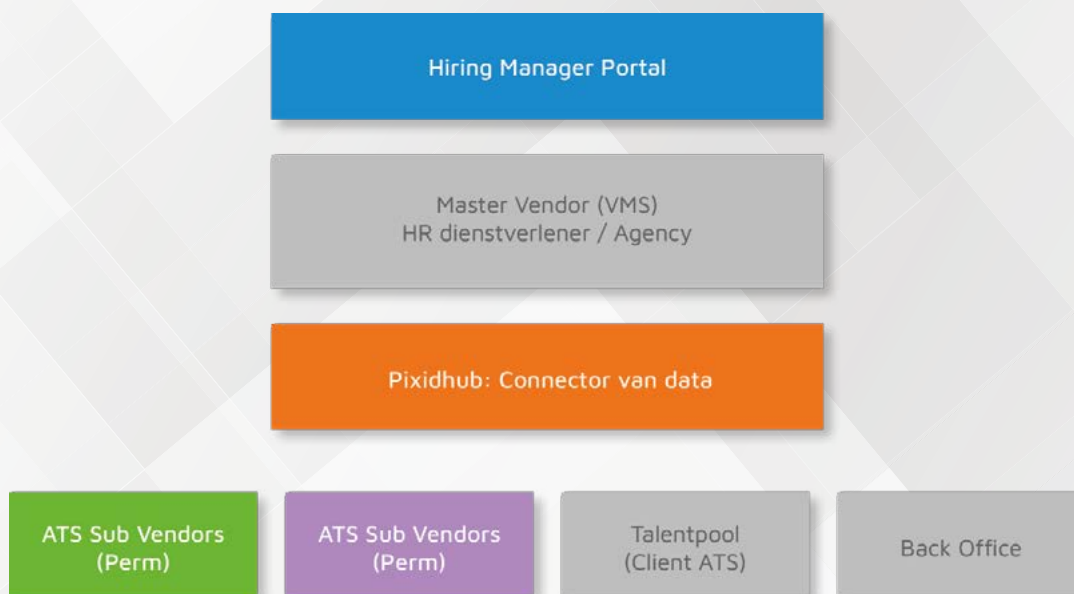 Hiring Manager Portal
Master Vendor (VMS)
HR dienstverlener / Agency
Pixidhub: Connector van data
ATS Sub Vendors
(Perm)
ATS Sub Vendors
(Perm)
Talentpool
(Client ATS)
Back Office